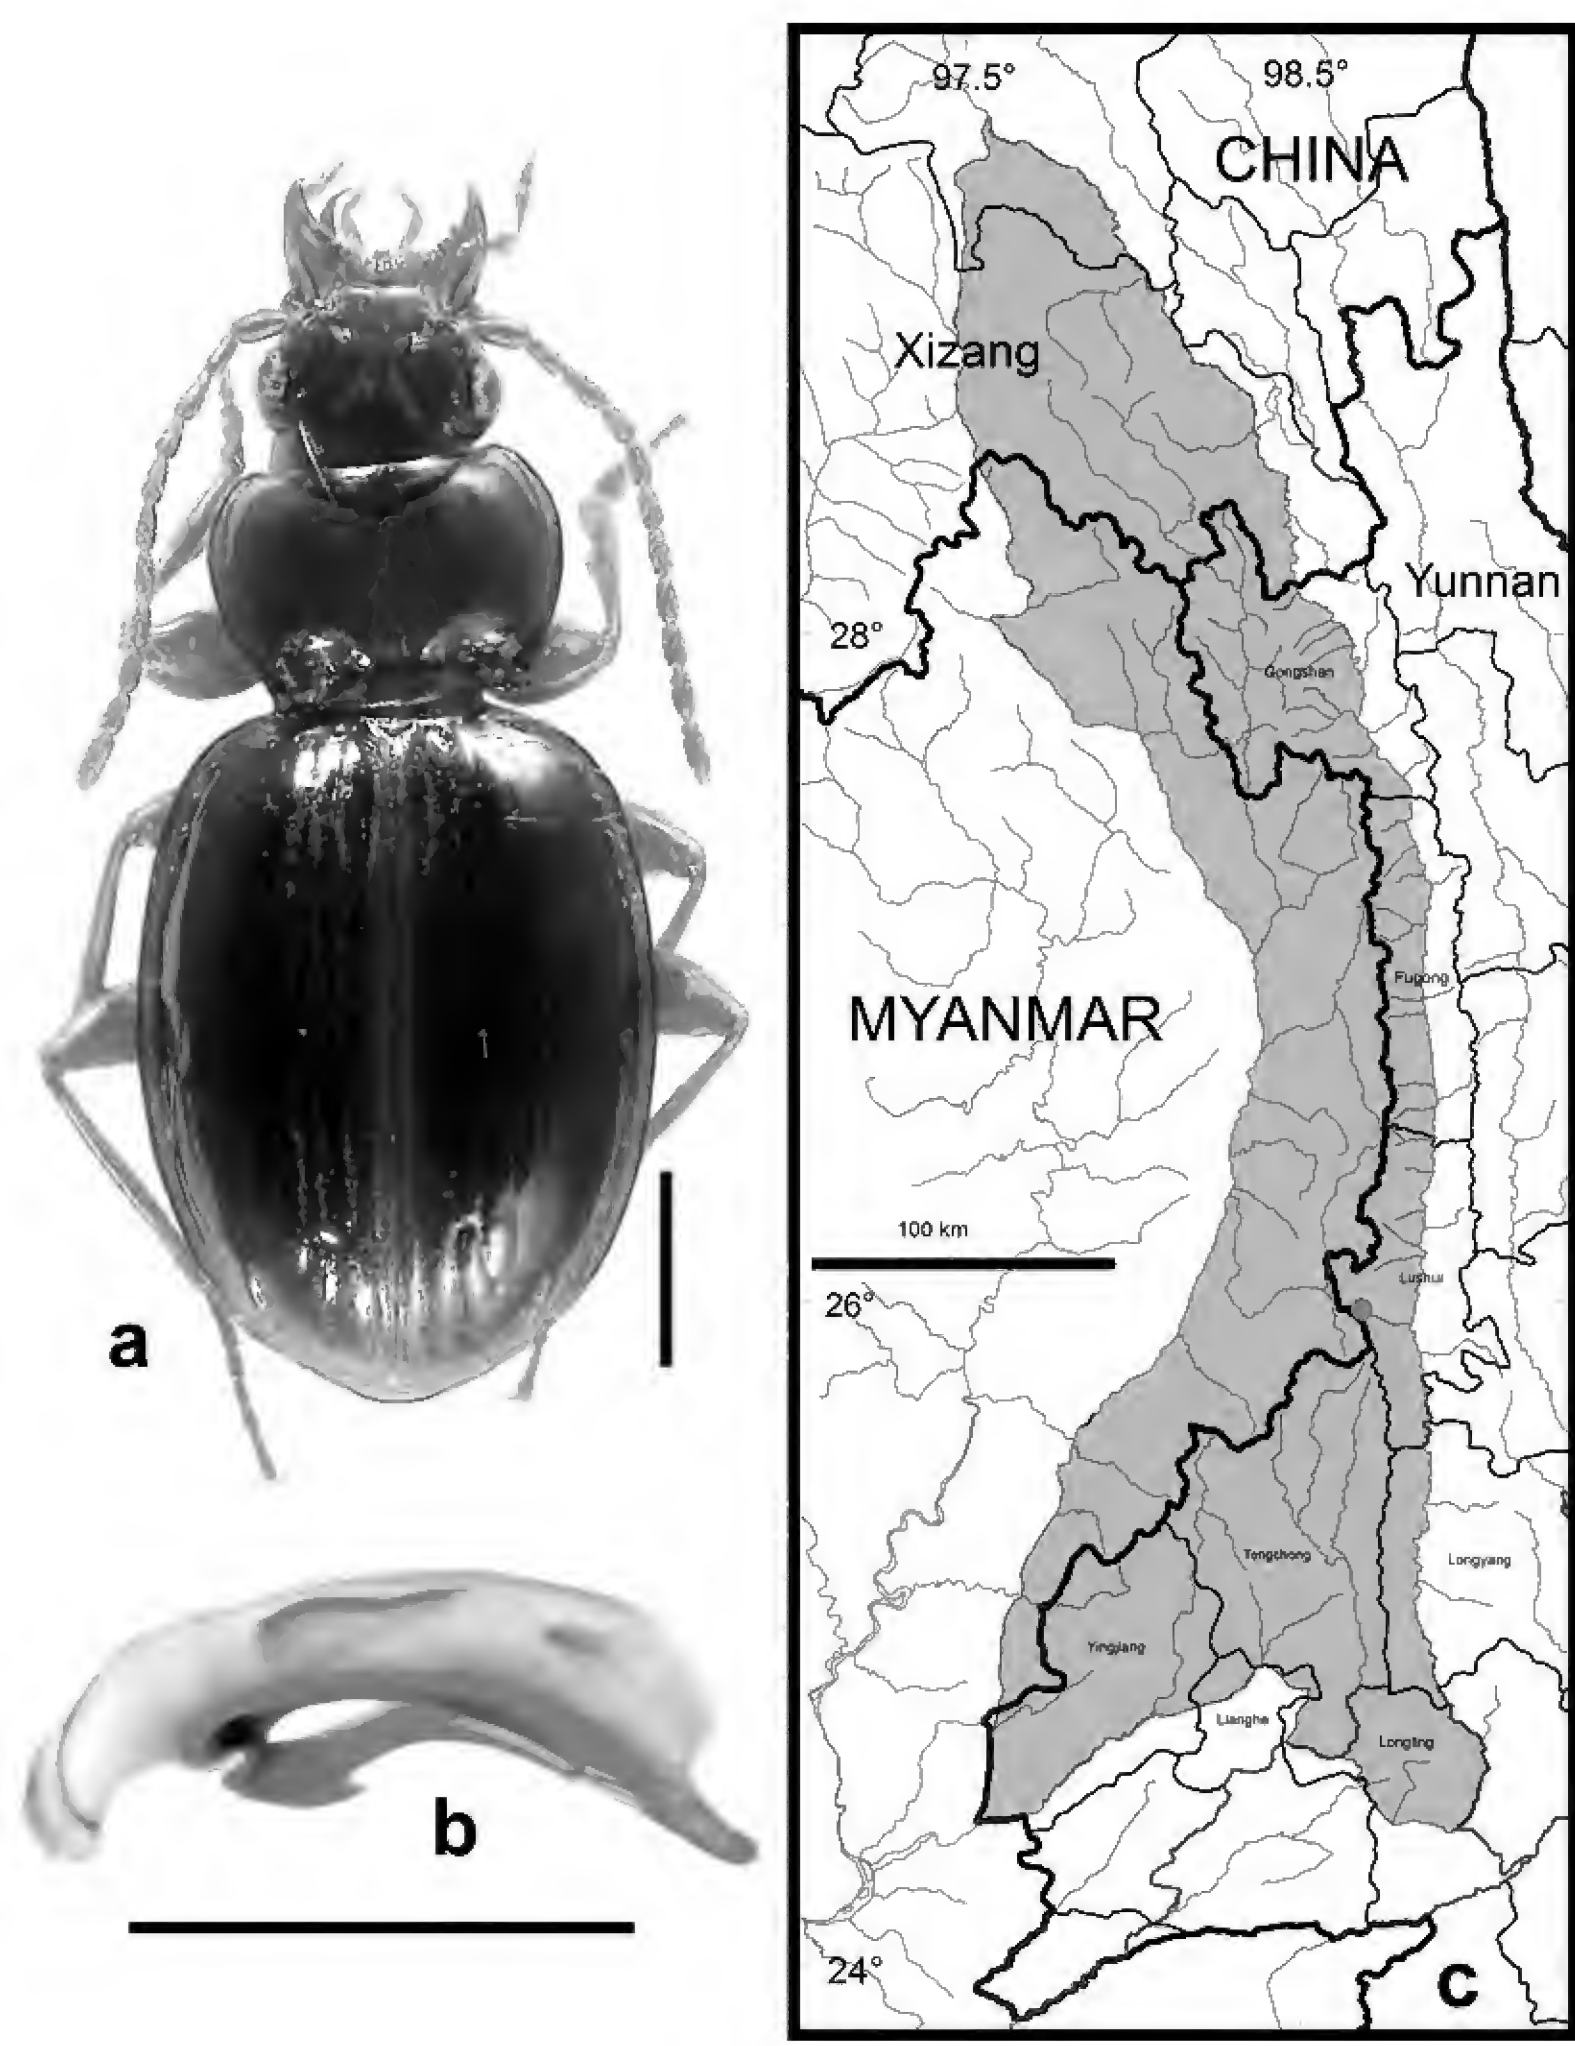 97.5°
98.5°
CHINA
Xizang
Yunnan
28°
Gongshan
Fugong
MYANMAR
100 km
Lushui
26°
a
Tengchong
Longyang
Yingjiang
Lianghe
Longling
b
24°
c